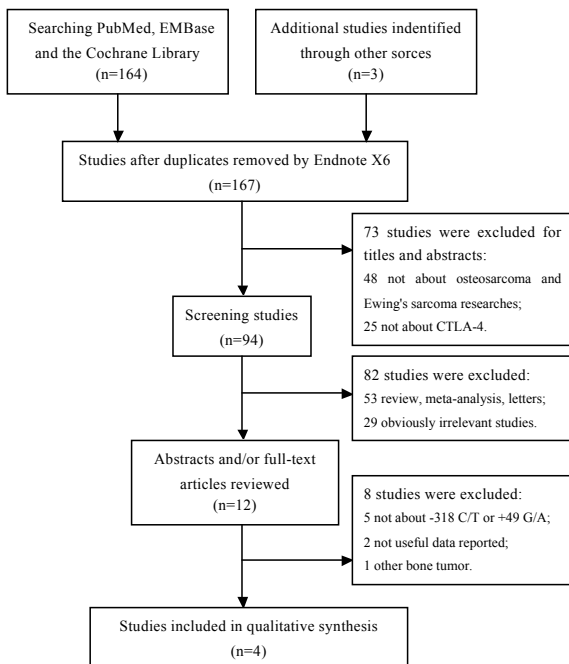 Searching PubMed, EMBase
and the Cochrane Library
(n=164)
Additional studies indentified
through other sorces
(n=3)
Studies after duplicates removed by Endnote X6
(n=167)
73 studies were excluded for
titles and abstracts:
48 not about osteosarcoma and
Ewing's sarcoma researches;
25 not about CTLA-4.
Screening studies
(n=94)
82 studies were excluded:
53 review, meta-analysis, letters;
29 obviously irrelevant studies.
Abstracts and/or full-text
articles reviewed
(n=12)
8 studies were excluded:
5 not about -318 C/T or +49 G/A;
2 not useful data reported;
1 other bone tumor.
Studies included in qualitative synthesis
(n=4)